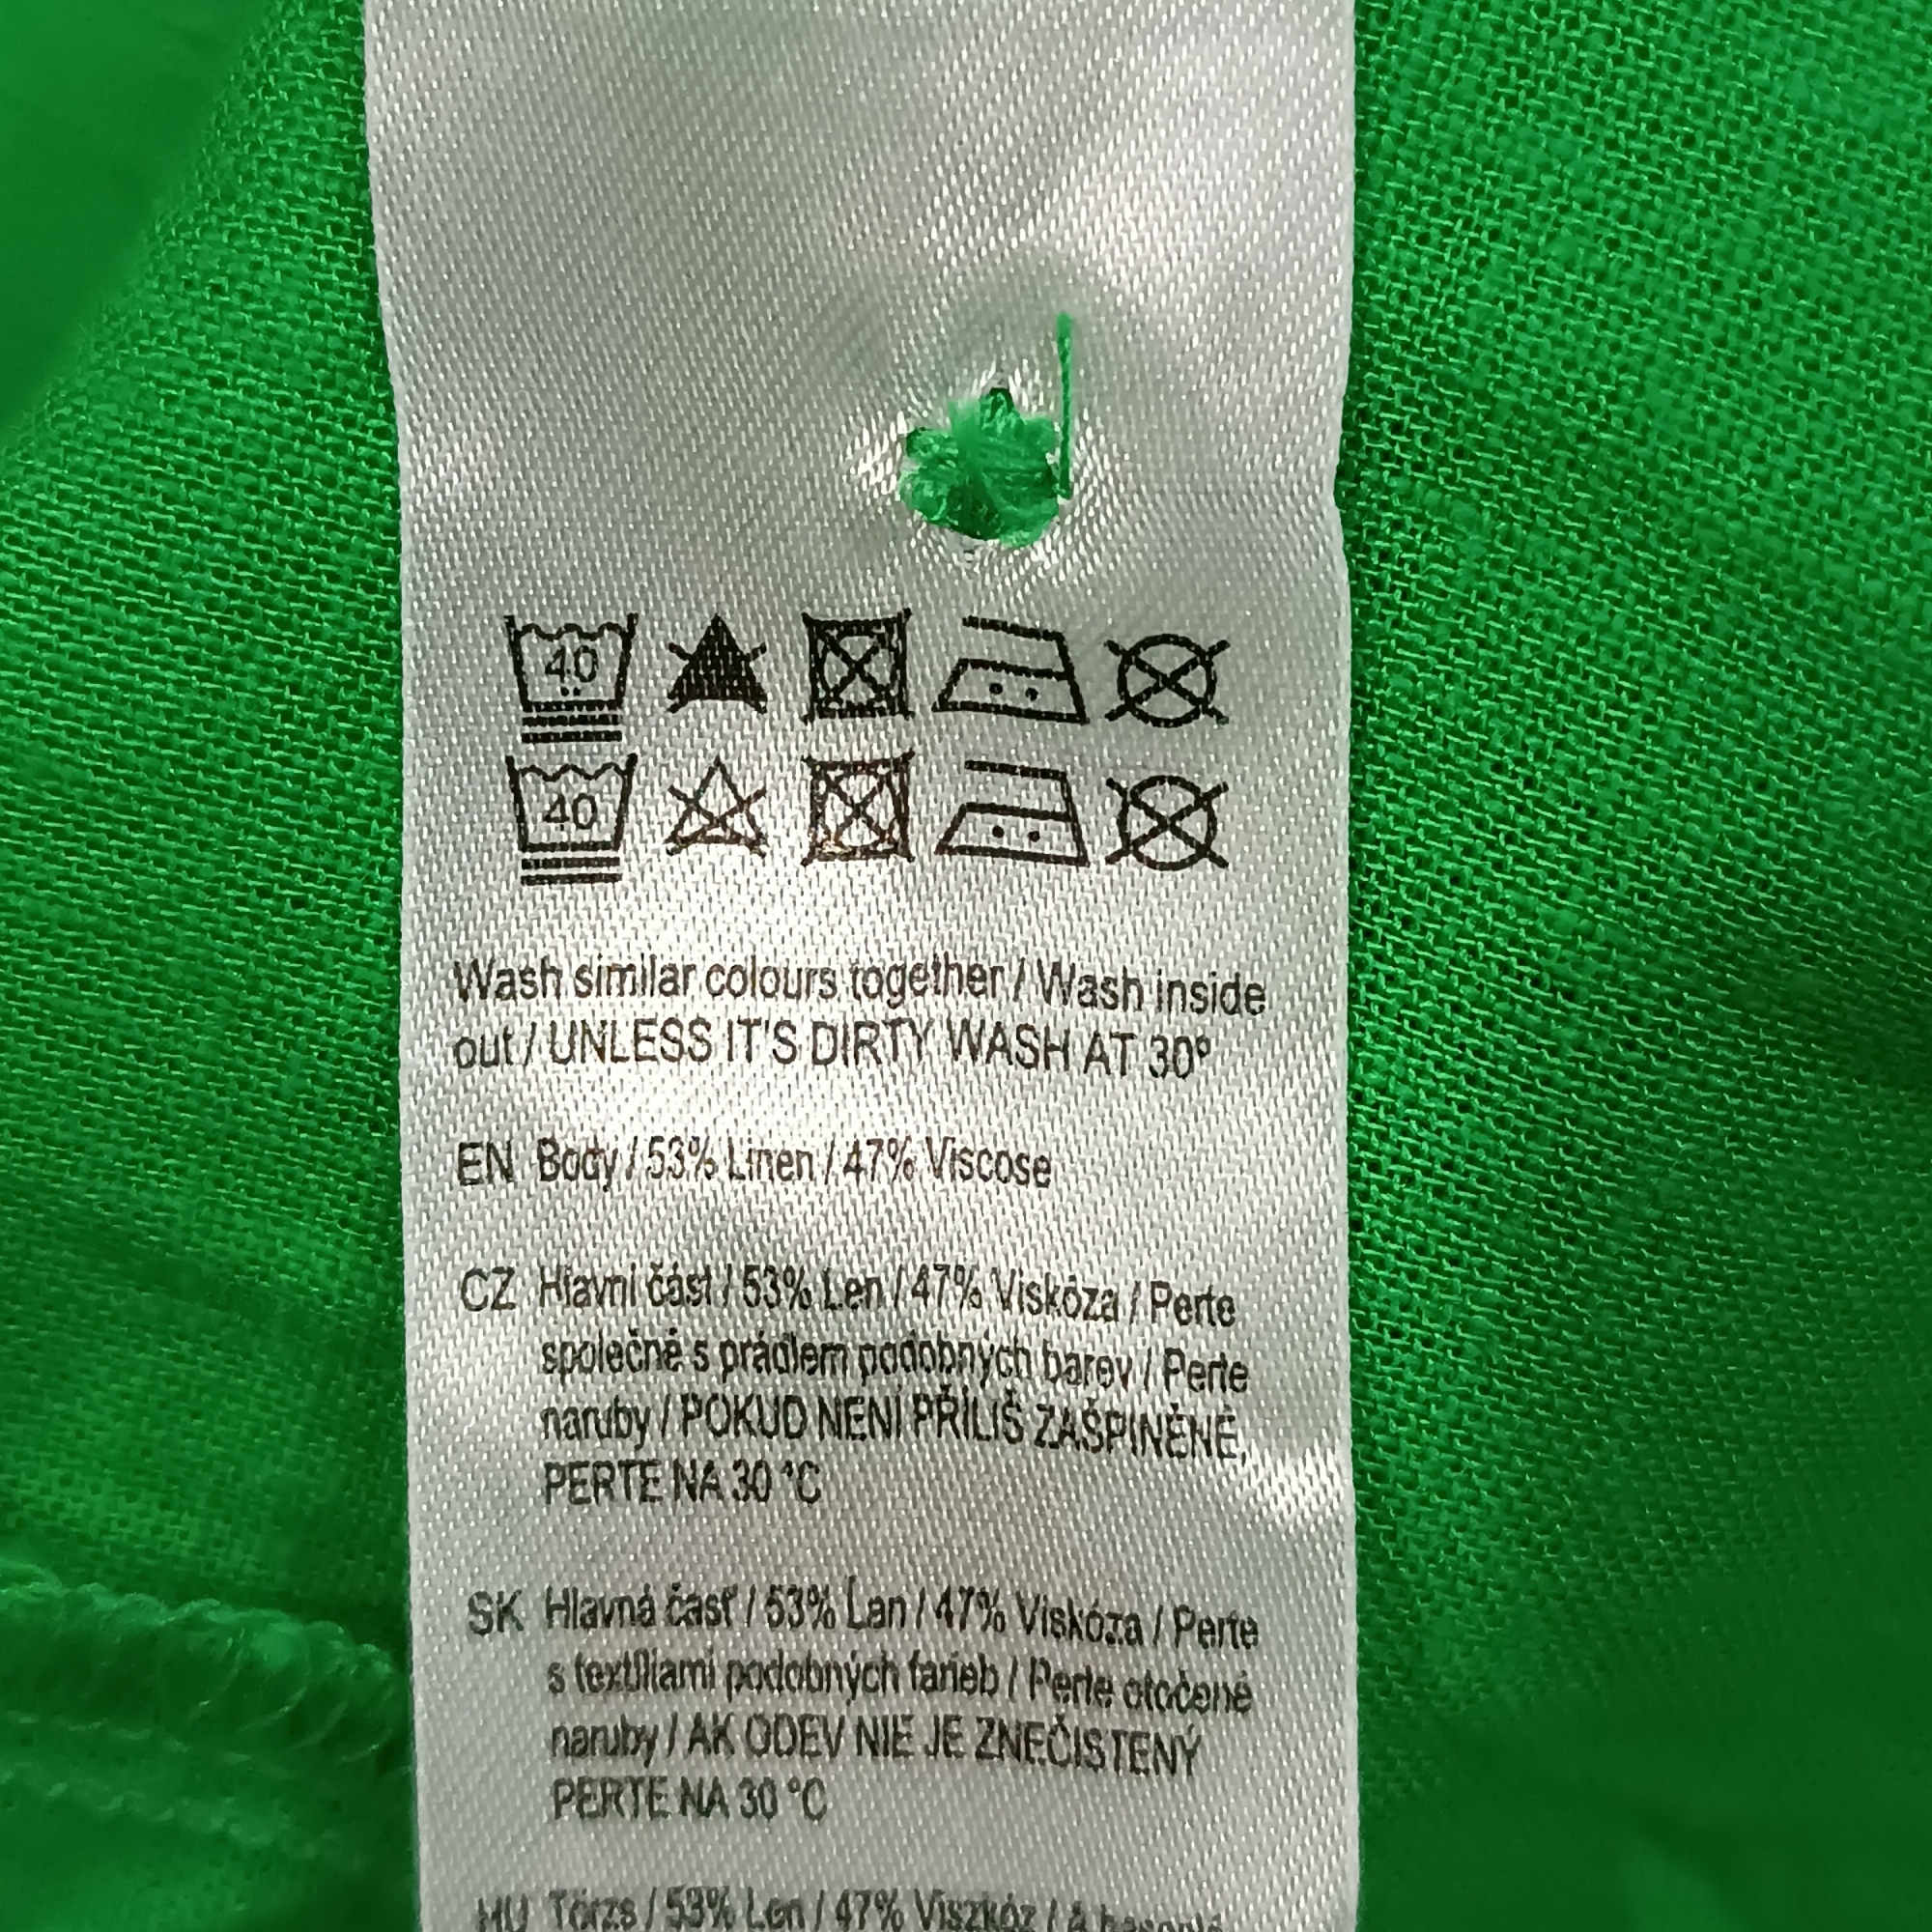 40
40
Wash similar colours together / Wash inside
out / UNLESS IT'S DIRTY WASH AT 30°
EN Body / 53% Linen / 47% Viscose
CZ Hlavní část / 53% Len / 47% Viskóza / Perte
společně s prádlem podobných barev / Perte
naruby / POKUD NENÍ PŘÍLIŠ ZAŠPINĚNÉ,
PERTE NA 30 °C
SK Hlavná časť / 53% Ľan / 47% Viskóza / Perte
s textíliami podobných farieb / Perte otočené
naruby / AK ODEV NIE JE ZNEČISTENÝ
PERTE NA 30 °C
HU Törzs / 53% Len / 47% Viszkóz / A